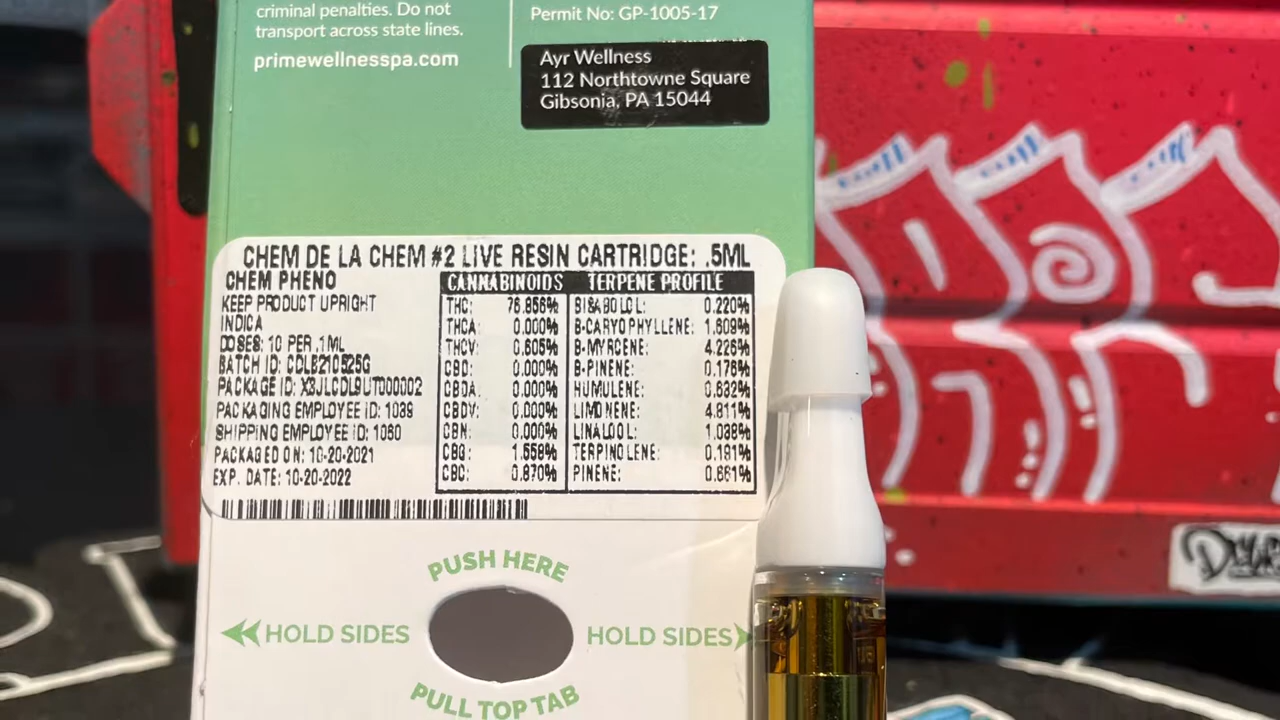 criminal penalties. Do not
transport across state lines.
primewellnesspa.com
Permit No: GP-1005-17
Ayr Wellness
112 Northtowne Square
Gibsonia, PA 15044
CHEM DE LA CHEM #2 LIVE RESIN CARTRIDGE: .5ML
CHEM PHENO
KEEP PRODUCT UPRIGHT
INDICA
DOSES: 10 PER .1ML
BATCH ID: CDLB210525G
PACKAGE ID: X3JLCDL9UT000002
PACKAGING EMPLOYEE ID: 1039
SHIPPING EMPLOYEE ID: 1060
PACKAGED ON: 10-20-2021
EXP. DATE: 10-20-2022
CANNABINOIDS TERPENE PROFILE
THC: 76.856% BISABOLOL: 0.220%
THCA: 0.000% B-CARYOPHYLLENE: 1.609%
THCV: 0.605% B-MYRCENE: 4.226%
CBD: 0.000% B-PINENE: 0.176%
CBDA: 0.000% HUMULENE: 0.632%
CBDV: 0.000% LIMONENE: 4.811%
CBN: 0.000% LINALOOL: 1.038%
CBG: 1.559% TERPINOLENE: 0.191%
CBC: 0.870% PINENE: 0.661%
PUSH HERE
HOLD SIDES HOLD SIDES
PULL TOP TAB